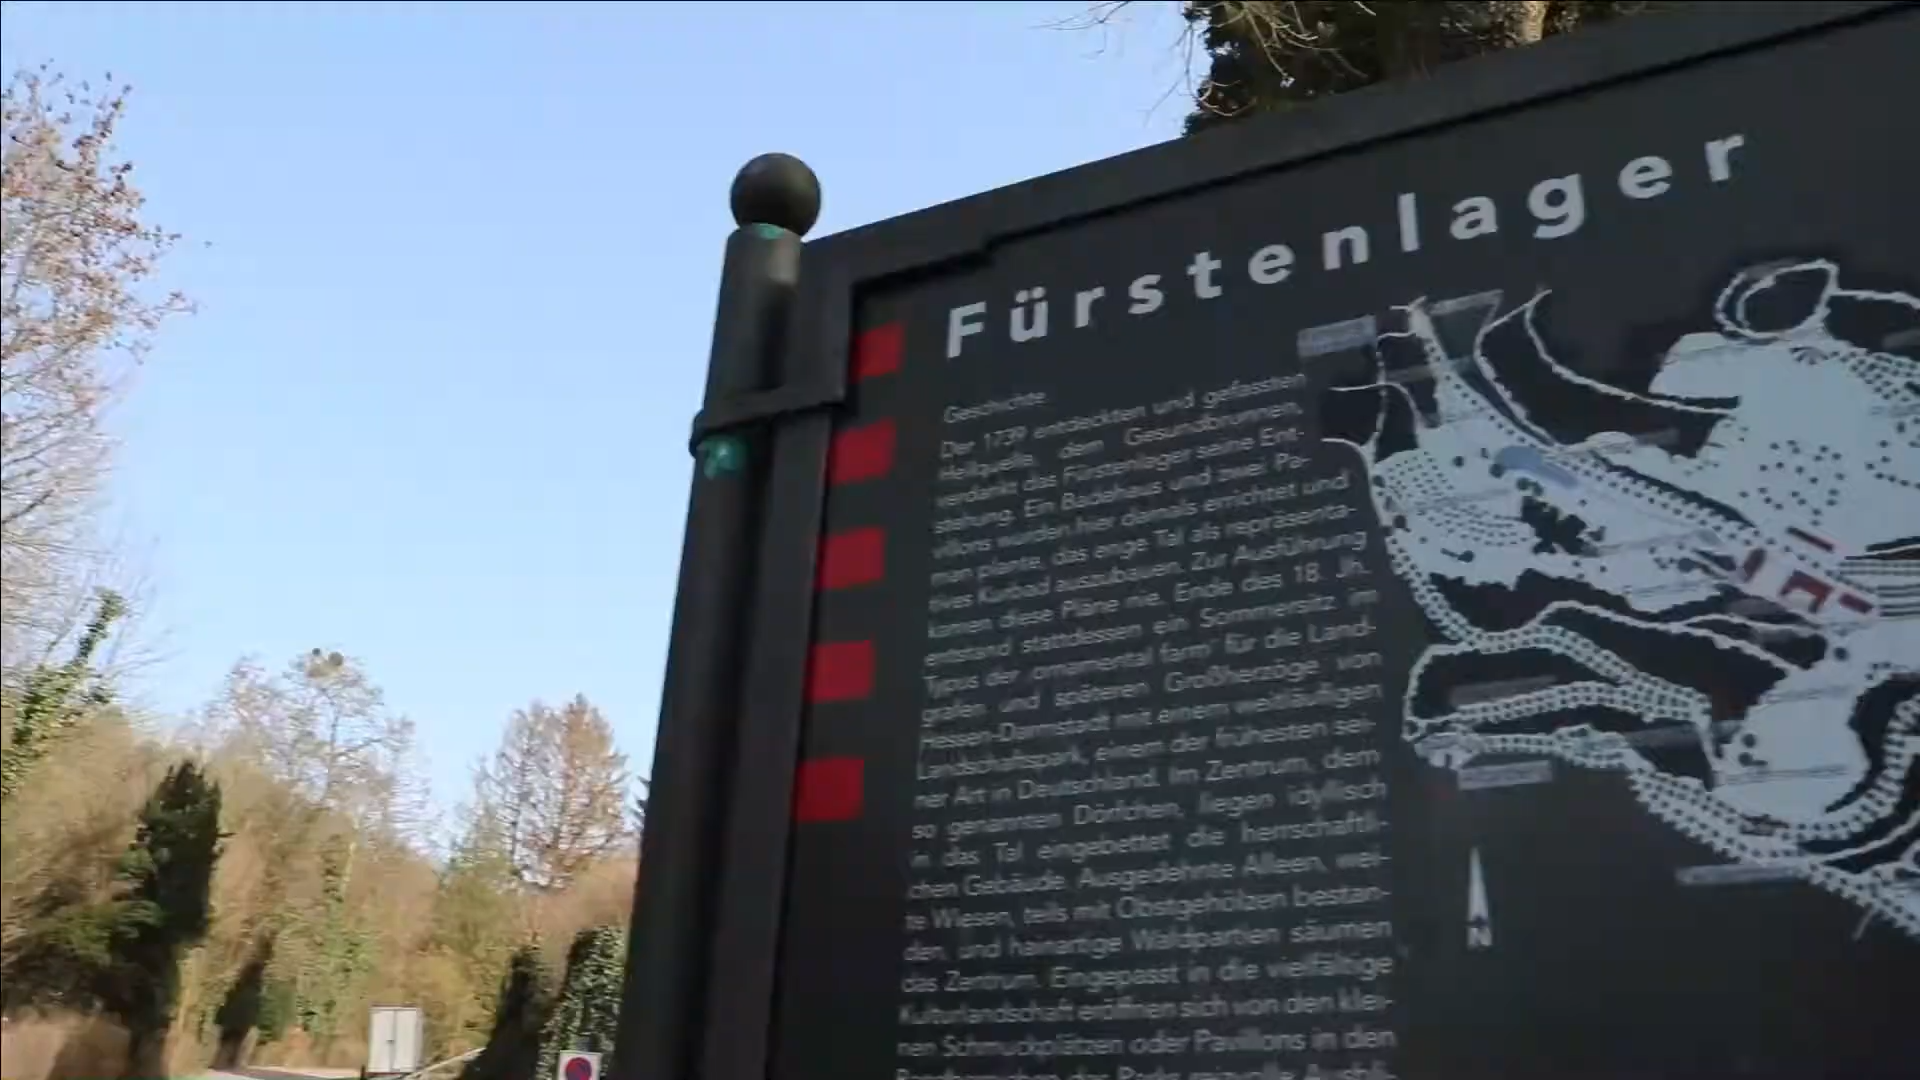 Fürstenlager
Geschichte
Der 1739 entdeckten und gefassten
Heilquelle, dem Gesundbrunnen,
verdankt das Fürstenlager seine Ent-
stehung. Ein Badehaus und zwei Pa-
villons wurden hier damals errichtet und
man plante, das enge Tal als repräsenta-
tives Kurbad auszubauen. Zur Ausführung
kamen diese Pläne nie. Ende des 18. Jh.
entstand stattdessen ein Sommersitz im
Typus der 'ornamental farm' für die Land-
grafen und späteren Großherzöge von
Hessen-Darmstadt mit einem weitläufigen
Landschaftspark, einem der frühesten sei-
ner Art in Deutschland. Im Zentrum, dem
so genannten Dörfchen, liegen idyllisch
in das Tal eingebettet die herrschaftli-
chen Gebäude. Ausgedehnte Alleen, wei-
te Wiesen, teils mit Obstgehölzen bestan-
den, und hainartige Waldpartien säumen
das Zentrum. Eingepasst in die vielfältige
Kulturlandschaft eröffnen sich von den klei-
nen Schmuckplätzen oder Pavillons in den
des Parks reizvolle
N